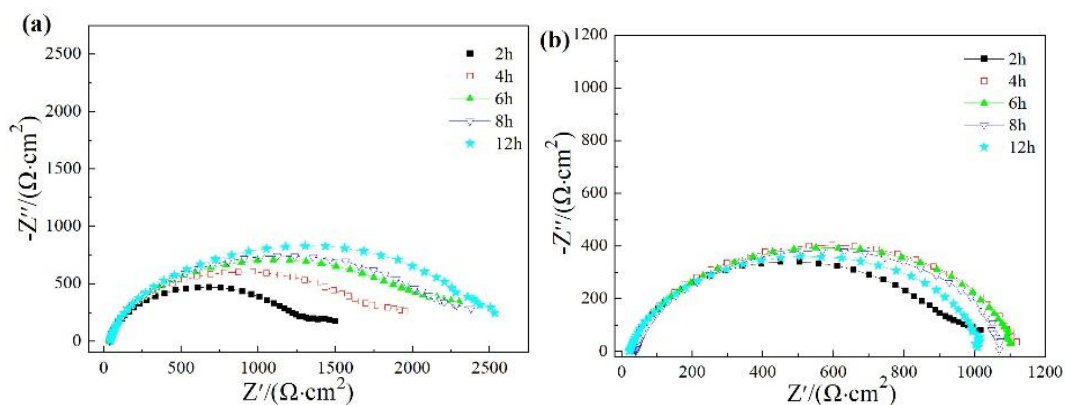 (a)
2500
2000
1500
1000
500
0
-Z″/(Ω·cm²)
0 500 1000 1500 2000 2500
Z′/(Ω·cm²)
2h
4h
6h
8h
12h
(b)
1200
1000
800
600
400
200
0
-Z″/(Ω·cm²)
0 200 400 600 800 1000 1200
Z′/(Ω·cm²)
2h
4h
6h
8h
12h